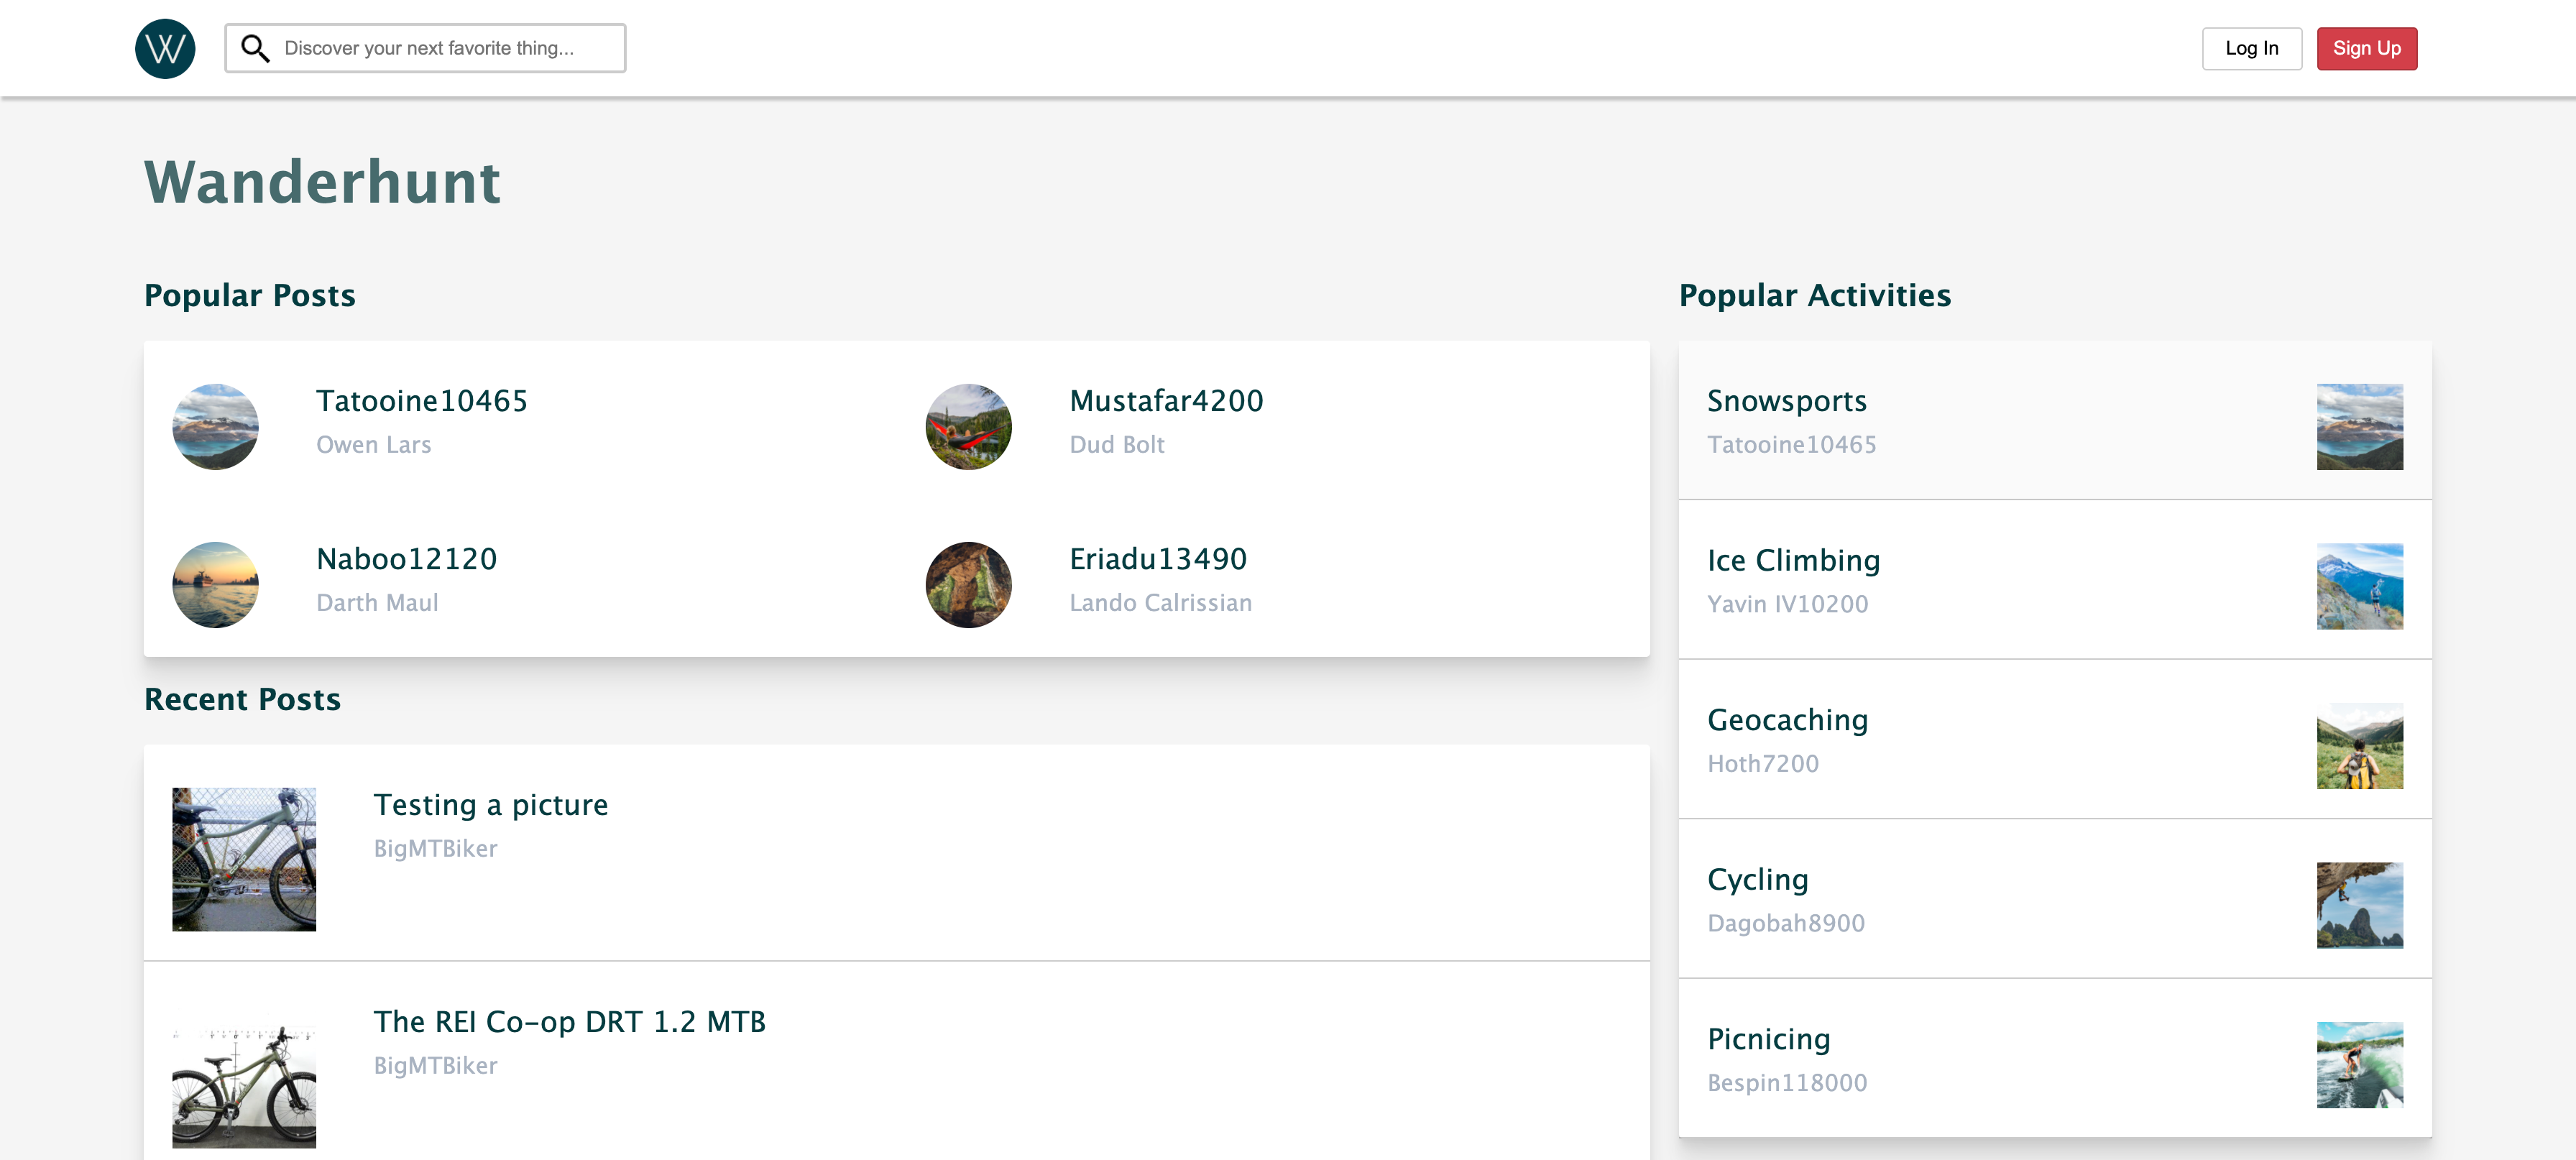 W
Discover your next favorite thing...
Log In
Sign Up
Wanderhunt
Popular Posts
Tatooine10465
Owen Lars
Mustafar4200
Dud Bolt
Naboo12120
Darth Maul
Eriadu13490
Lando Calrissian
Recent Posts
Testing a picture
BigMTBiker
The REI Co-op DRT 1.2 MTB
BigMTBiker
Popular Activities
Snowsports
Tatooine10465
Ice Climbing
Yavin IV10200
Geocaching
Hoth7200
Cycling
Dagobah8900
Picnicing
Bespin118000